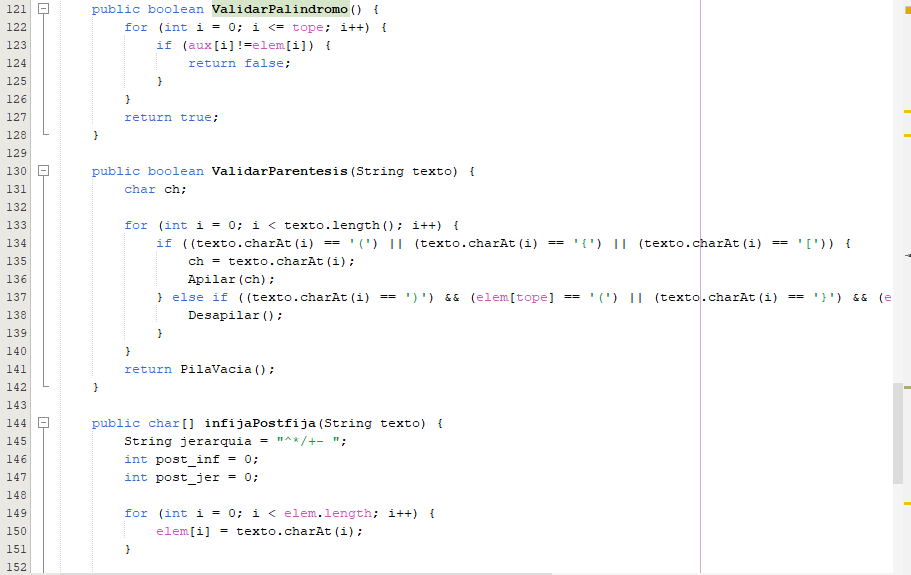 121 public boolean ValidarPalindromo() {
122 for (int i = 0; i <= tope; i++) {
123 if (aux[i]!=elem[i]) {
124 return false;
125 }
126 }
127 return true;
128 }
129
130 public boolean ValidarParentesis(String texto) {
131 char ch;
132
133 for (int i = 0; i < texto.length(); i++) {
134 if ((texto.charAt(i) == '(') || (texto.charAt(i) == '{') || (texto.charAt(i) == '[')) {
135 ch = texto.charAt(i);
136 Apilar(ch);
137 } else if ((texto.charAt(i) == ')') && (elem[tope] == '(') || (texto.charAt(i) == '}') && (e
138 Desapilar();
139 }
140 }
141 return PilaVacia();
142 }
143
144 public char[] infijaPostfija(String texto) {
145 String jerarquia = "^*/+- ";
146 int post_inf = 0;
147 int post_jer = 0;
148
149 for (int i = 0; i < elem.length; i++) {
150 elem[i] = texto.charAt(i);
151 }
152